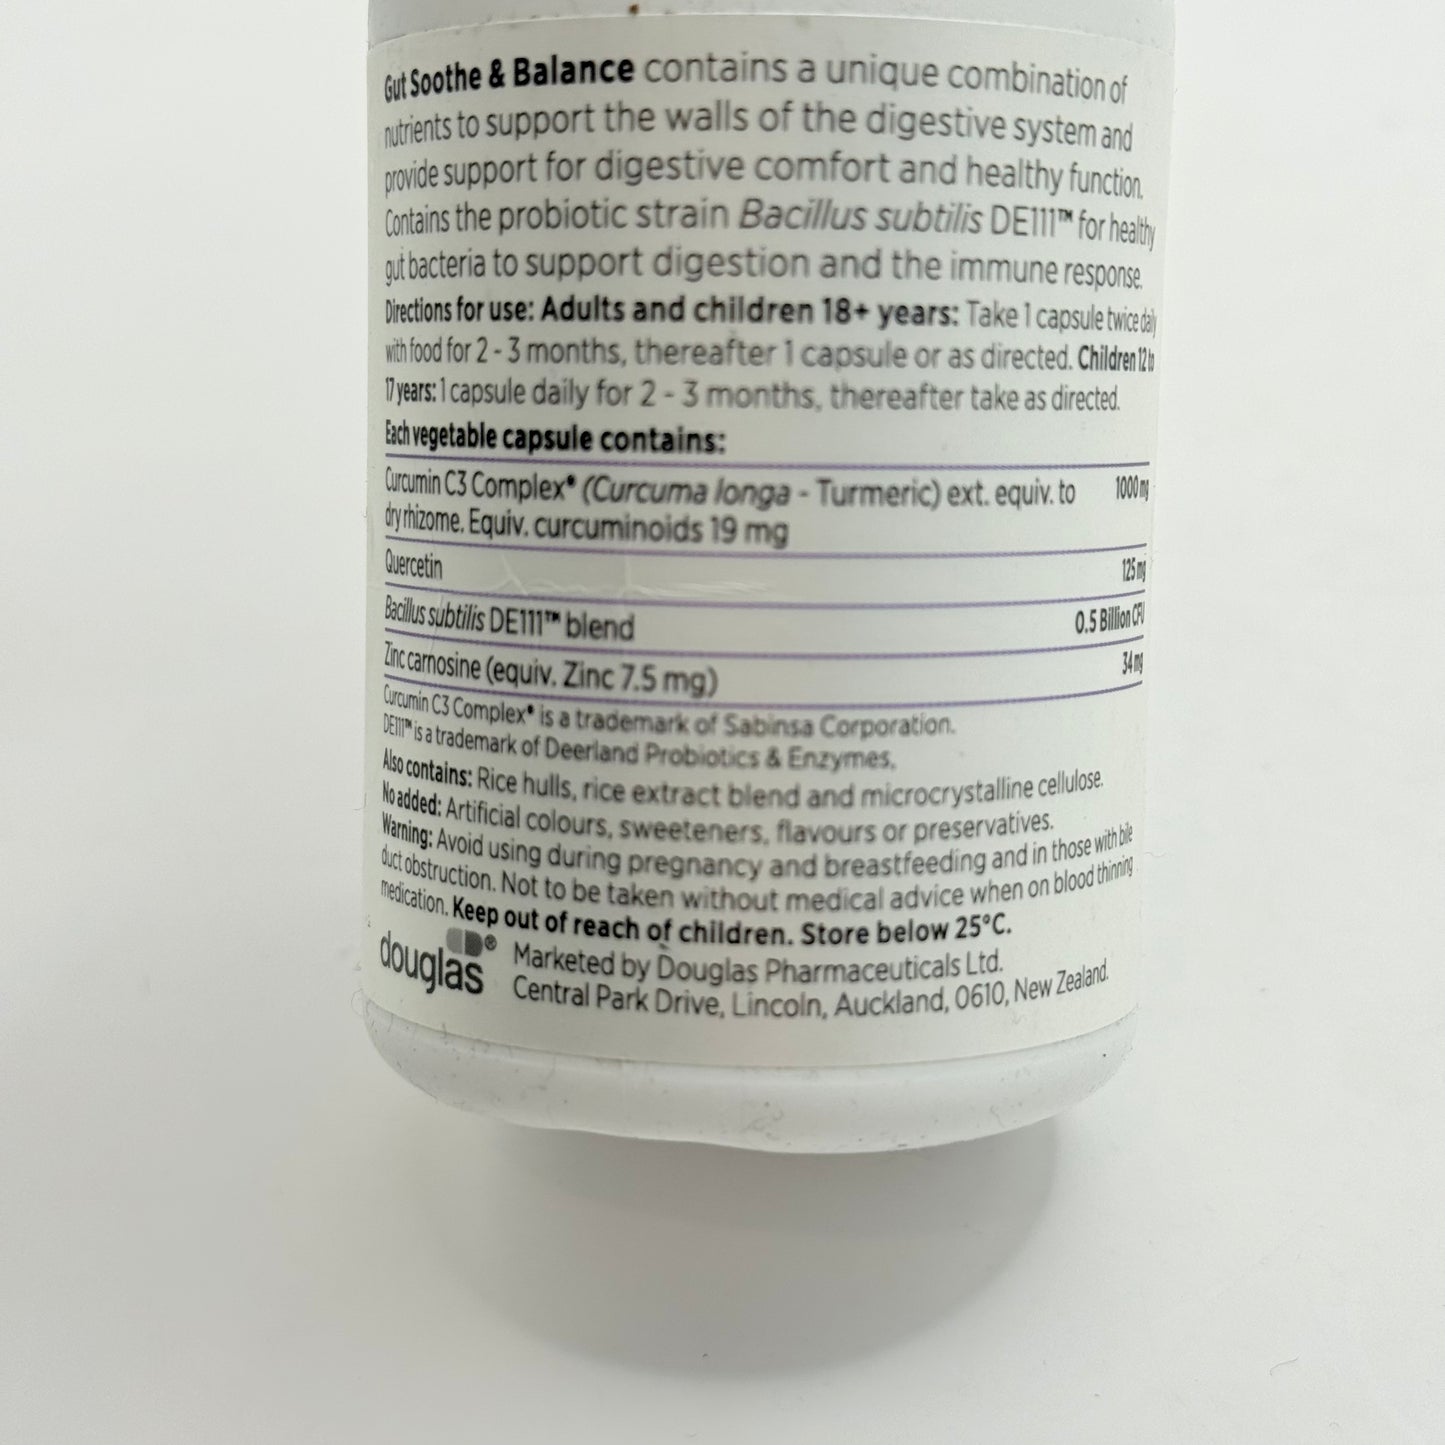 Gut Soothe & Balance contains a unique combination of
nutrients to support the walls of the digestive system and
provide support for digestive comfort and healthy function.
Contains the probiotic strain Bacillus subtilis DE111™ for healthy
gut bacteria to support digestion and the immune response.
Directions for use: Adults and children 18+ years: Take 1 capsule twice daily
with food for 2 - 3 months, thereafter 1 capsule or as directed. Children 12 to
17 years: 1 capsule daily for 2 - 3 months, thereafter take as directed.
Each vegetable capsule contains:
Curcumin C3 Complex® (Curcuma longa - Turmeric) ext. equiv. to 1000 mg
dry rhizome. Equiv. curcuminoids 19 mg
Quercetin 125 mg
Bacillus subtilis DE111™ blend 0.5 Billion CFU
Zinc carnosine (equiv. Zinc 7.5 mg) 34 mg
Curcumin C3 Complex® is a trademark of Sabinsa Corporation.
DE111™ is a trademark of Deerland Probiotics & Enzymes.
Also contains: Rice hulls, rice extract blend and microcrystalline cellulose.
No added: Artificial colours, sweeteners, flavours or preservatives.
Warning: Avoid using during pregnancy and breastfeeding and in those with bile
duct obstruction. Not to be taken without medical advice when on blood thinning
medication. Keep out of reach of children. Store below 25°C.
douglas®
Marketed by Douglas Pharmaceuticals Ltd.
Central Park Drive, Lincoln, Auckland, 0610, New Zealand.